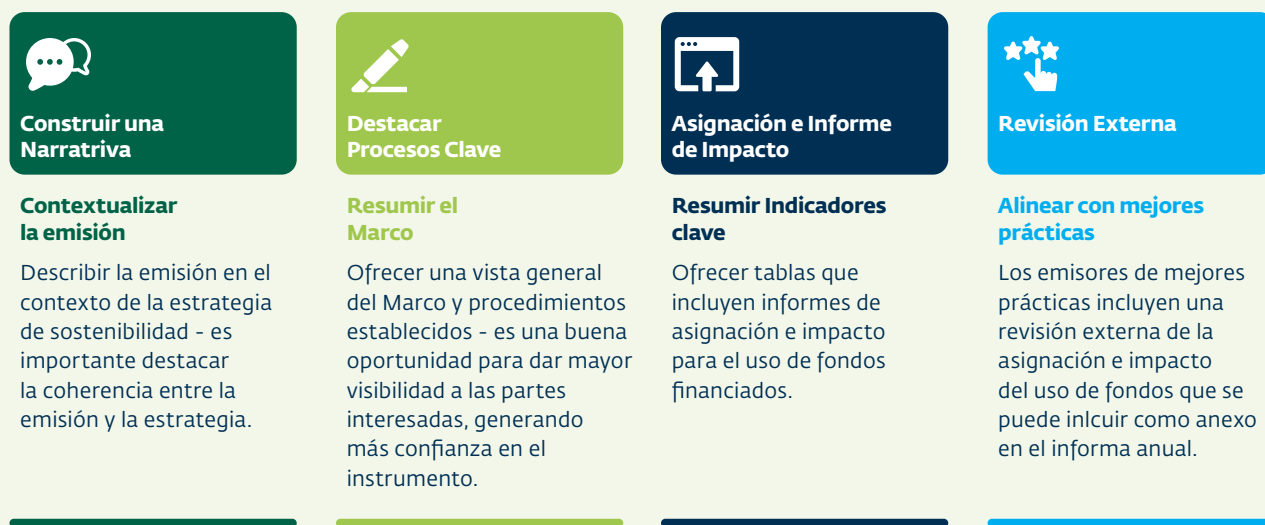 Construir una
Narratriva
Contextualizar
la emisión
Describir la emisión en el
contexto de la estrategia
de sostenibilidad - es
importante destacar
la coherencia entre la
emisión y la estrategia.
Destacar
Procesos Clave
Resumir el
Marco
Ofrecer una vista general
del Marco y procedimientos
establecidos - es una buena
oportunidad para dar mayor
visibilidad a las partes
interesadas, generando
más confianza en el
instrumento.
Asignación e Informe
de Impacto
Resumir Indicadores
clave
Ofrecer tablas que
incluyen informes de
asignación e impacto
para el uso de fondos
financiados.
Revisión Externa
Alinear con mejores
prácticas
Los emisores de mejores
prácticas incluyen una
revisión externa de la
asignación e impacto
del uso de fondos que se
puede inlcuir como anexo
en el informa anual.